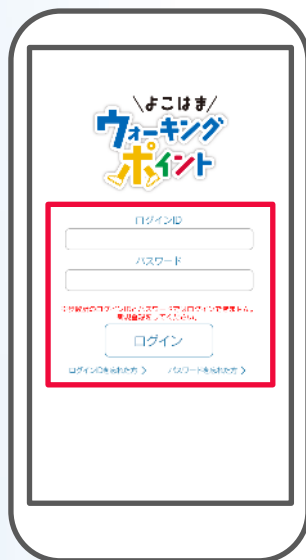 よこはま
ウォーキング
ポイント
ログインID
パスワード
ログイン
ログインIDを忘れた方 >
パスワードを忘れた方 >